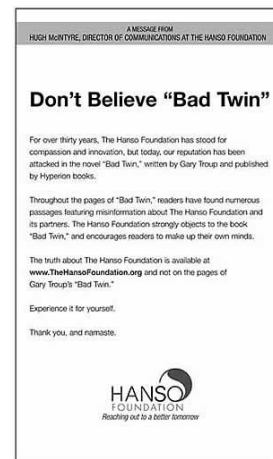 A MESSAGE FROM
HUGH McINTYRE, DIRECTOR OF COMMUNICATIONS AT THE HANSO FOUNDATION
Don't Believe “Bad Twin”
For over thirty years, The Hanso Foundation has stood for
compassion and innovation, but today, our reputation has been
attacked in the novel “Bad Twin,” written by Gary Troup and published
by Hyperion books.
Throughout the pages of “Bad Twin,” readers have found numerous
passages featuring misinformation about The Hanso Foundation and
its partners. The Hanso Foundation strongly objects to the book
“Bad Twin,” and encourages readers to make up their own minds.
The truth about The Hanso Foundation is available at
www.TheHansoFoundation.org and not on the pages of
Gary Troup's “Bad Twin.”
Experience it for yourself.
Thank you, and namaste.
HANSO
FOUNDATION
Reaching out to a better tomorrow